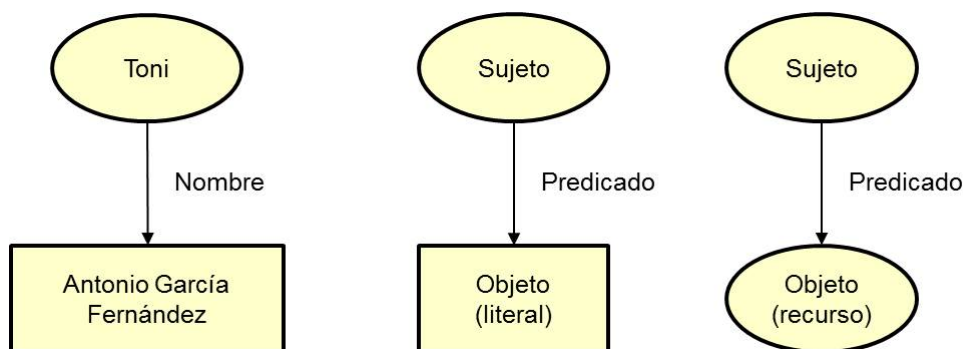 Toni
Sujeto
Sujeto
Nombre
Predicado
Predicado
Antonio García
Fernández
Objeto
(literal)
Objeto
(recurso)